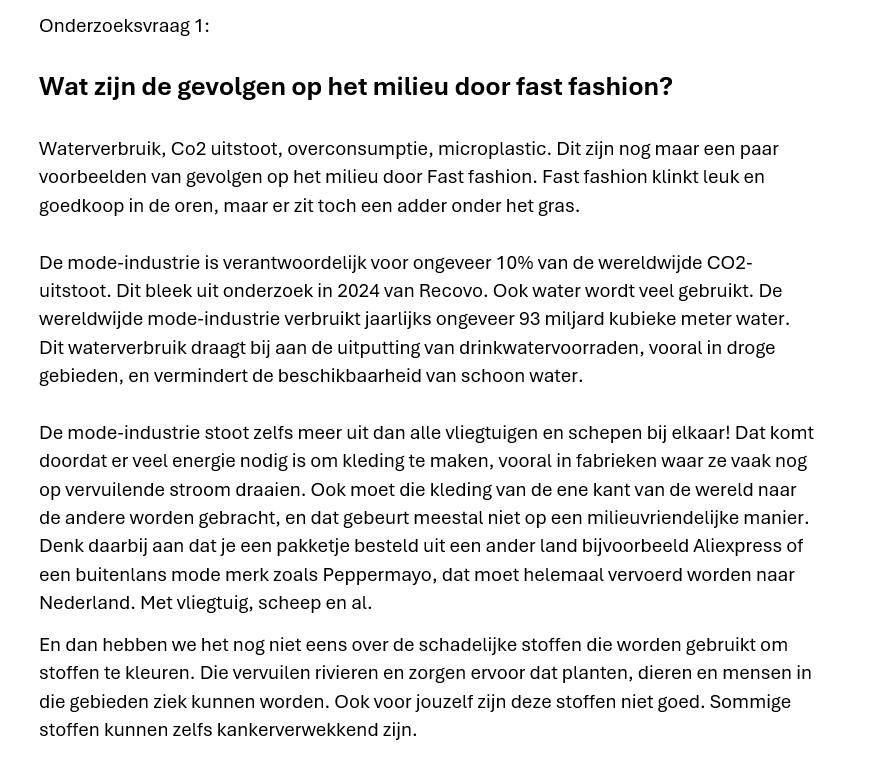 Onderzoeksvraag 1:
Wat zijn de gevolgen op het milieu door fast fashion?
Waterverbruik, Co2 uitstoot, overconsumptie, microplastic. Dit zijn nog maar een paar
voorbeelden van gevolgen op het milieu door Fast fashion. Fast fashion klinkt leuk en
goedkoop in de oren, maar er zit toch een adder onder het gras.
De mode-industrie is verantwoordelijk voor ongeveer 10% van de wereldwijde CO2-
uitstoot. Dit bleek uit onderzoek in 2024 van Recovo. Ook water wordt veel gebruikt. De
wereldwijde mode-industrie verbruikt jaarlijks ongeveer 93 miljard kubieke meter water.
Dit waterverbruik draagt bij aan de uitputting van drinkwatervoorraden, vooral in droge
gebieden, en vermindert de beschikbaarheid van schoon water.
De mode-industrie stoot zelfs meer uit dan alle vliegtuigen en schepen bij elkaar! Dat komt
doordat er veel energie nodig is om kleding te maken, vooral in fabrieken waar ze vaak nog
op vervuilende stroom draaien. Ook moet die kleding van de ene kant van de wereld naar
de andere worden gebracht, en dat gebeurt meestal niet op een milieuvriendelijke manier.
Denk daarbij aan dat je een pakketje besteld uit een ander land bijvoorbeeld Aliexpress of
een buitenlans mode merk zoals Peppermayo, dat moet helemaal vervoerd worden naar
Nederland. Met vliegtuig, scheep en al.
En dan hebben we het nog niet eens over de schadelijke stoffen die worden gebruikt om
stoffen te kleuren. Die vervuilen rivieren en zorgen ervoor dat planten, dieren en mensen in
die gebieden ziek kunnen worden. Ook voor jouzelf zijn deze stoffen niet goed. Sommige
stoffen kunnen zelfs kankerverwekkend zijn.